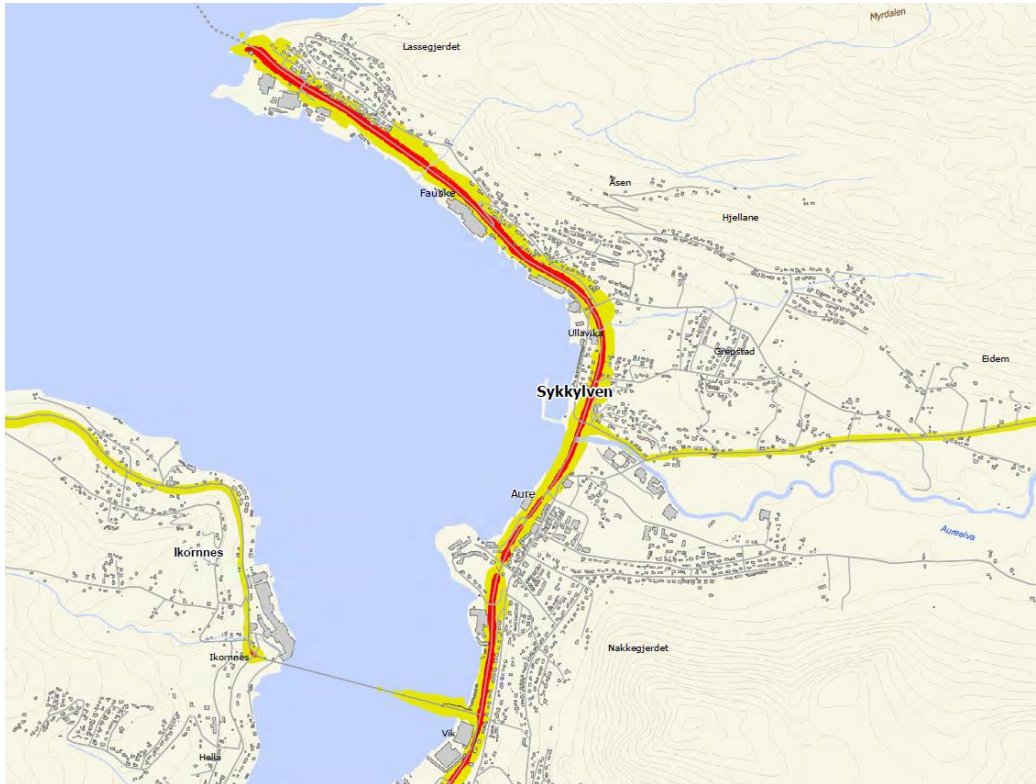 Myrdalen
Lassegjerdet
Åsen
Fauske
Hjellane
Ullavika
Grepstad
Eidem
Sykkylven
Aure
Aureelva
Ikornnes
Nakkegjerdet
Ikornnes
Vik
Hella